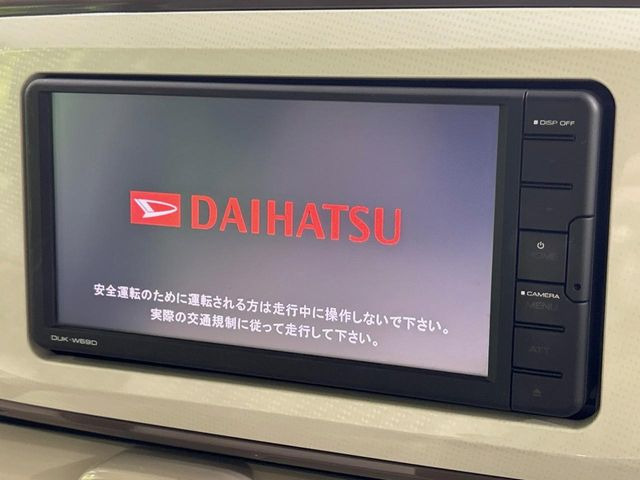 DISP OFF
DAIHATSU
HOME
CAMERA
MENU
安全運転のために運転される方は走行中に操作しないで下さい。
実際の交通規制に従って走行して下さい。
DUK-W69D
ATT